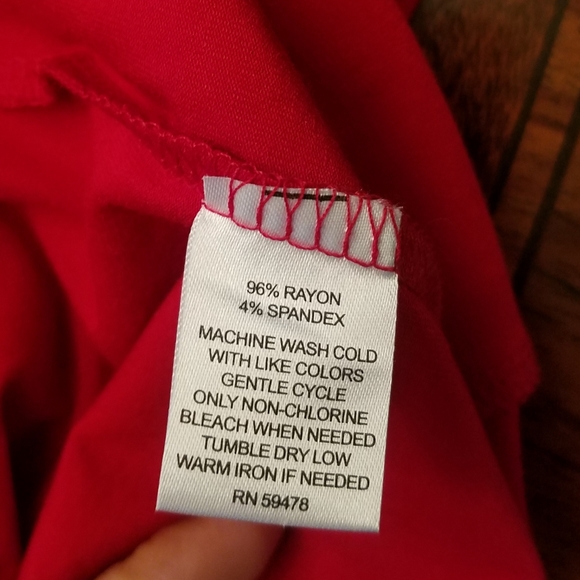 96% RAYON
4% SPANDEX
MACHINE WASH COLD
WITH LIKE COLORS
GENTLE CYCLE
ONLY NON-CHLORINE
BLEACH WHEN NEEDED
TUMBLE DRY LOW
WARM IRON IF NEEDED
RN 59478